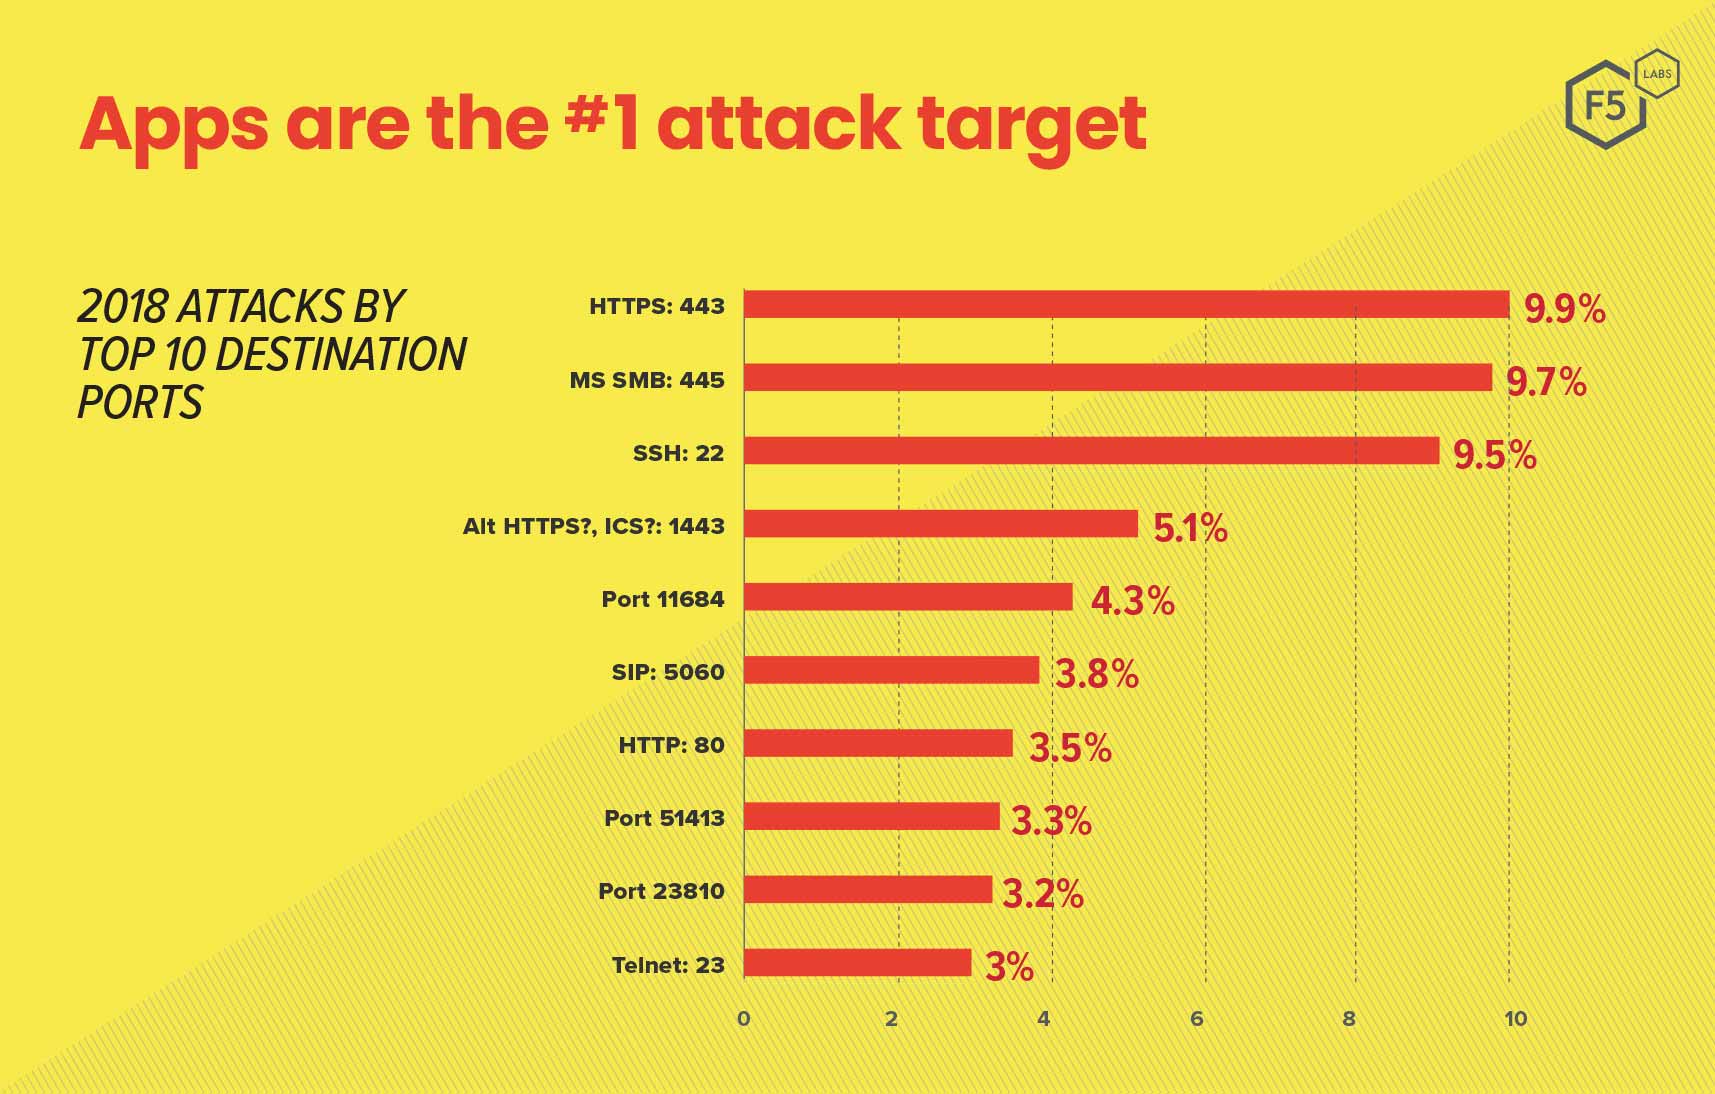 Apps are the #1 attack target
F5
LABS
2018 ATTACKS BY
TOP 10 DESTINATION
PORTS
HTTPS: 443
9.9%
MS SMB: 445
9.7%
SSH: 22
9.5%
Alt HTTPS?, ICS?: 1443
5.1%
Port 11684
4.3%
SIP: 5060
3.8%
HTTP: 80
3.5%
Port 51413
3.3%
Port 23810
3.2%
Telnet: 23
3%
0 2 4 6 8 10